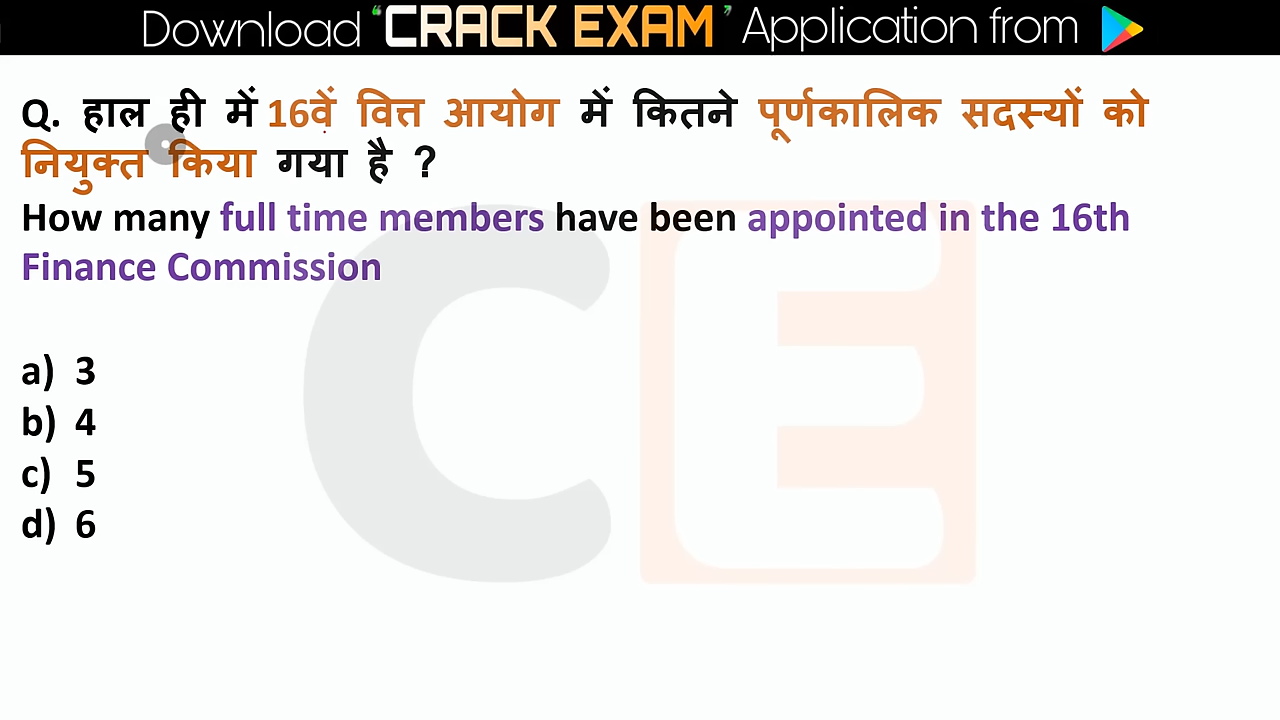 Download “CRACK EXAM” Application from
Q. हाल ही में 16वें वित्त आयोग में कितने पूर्णकालिक सदस्यों को
नियुक्त किया गया है ?
How many full time members have been appointed in the 16th
Finance Commission
a) 3
b) 4
c) 5
d) 6
CE